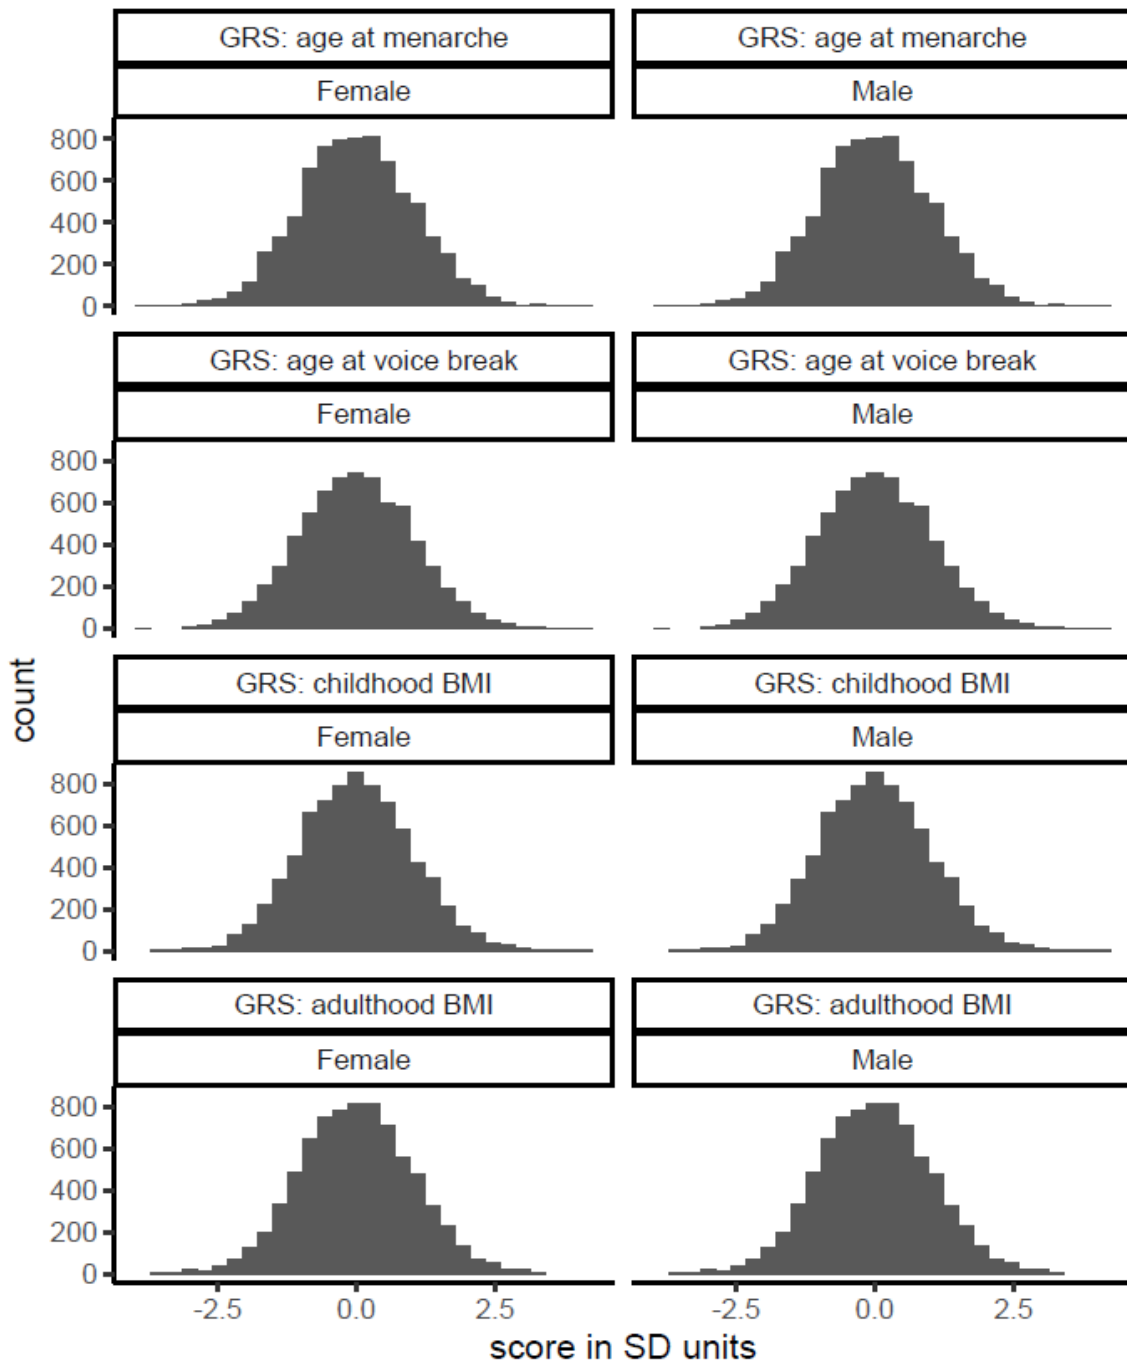 GRS: age at menarche
GRS: age at menarche
Female
Male
800
600
400
200
0
GRS: age at voice break
GRS: age at voice break
Female
Male
800
600
400
200
0
GRS: childhood BMI
GRS: childhood BMI
Female
Male
800
600
400
200
0
GRS: adulthood BMI
GRS: adulthood BMI
Female
Male
800
600
400
200
0
count
-2.5 0.0 2.5
-2.5 0.0 2.5
score in SD units